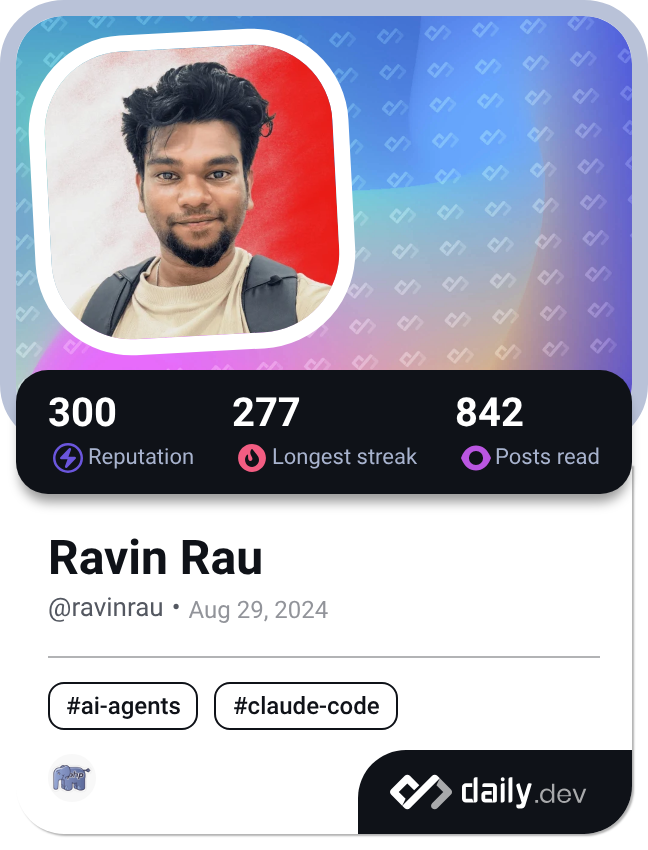 300 277 842
Reputation Longest streak Posts read
Ravin Rau
@ravinrau • Aug 29, 2024
#ai-agents #claude-code
php
daily.dev